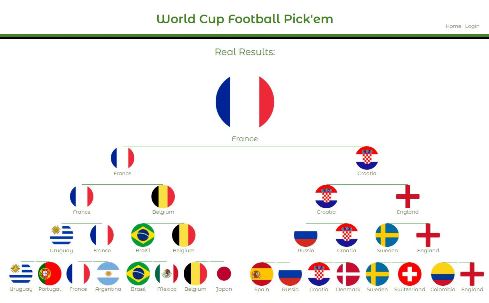 World Cup Football Pick'em
Home Login
Real Results:
France
France Croatia
France Belgium Croatia England
Uruguay France Brazil Belgium Russia Croatia Sweden England
Uruguay Portugal France Argentina Brazil Mexico Belgium Japan Spain Russia Croatia Denmark Sweden Switzerland Colombia England